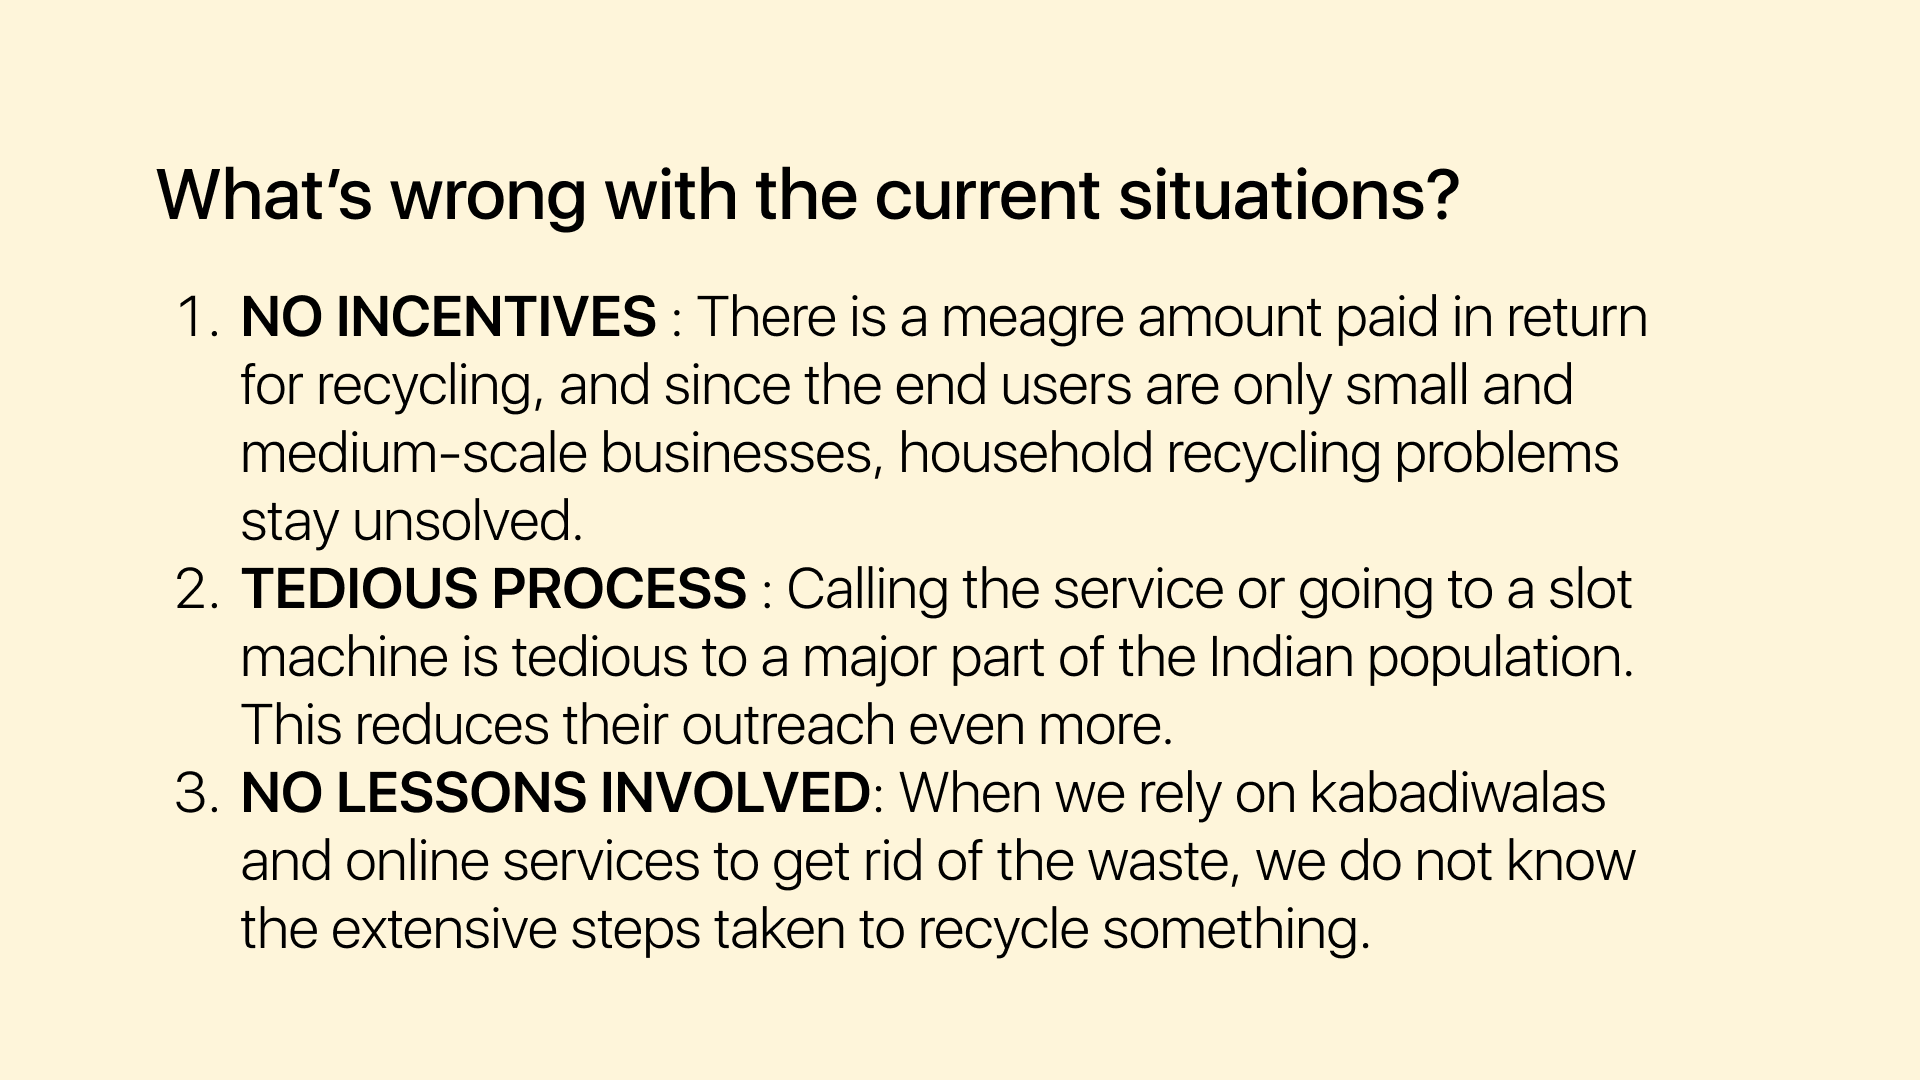 What’s wrong with the current situations?
1. NO INCENTIVES : There is a meagre amount paid in return
for recycling, and since the end users are only small and
medium-scale businesses, household recycling problems
stay unsolved.
2. TEDIOUS PROCESS : Calling the service or going to a slot
machine is tedious to a major part of the Indian population.
This reduces their outreach even more.
3. NO LESSONS INVOLVED: When we rely on kabadiwalas
and online services to get rid of the waste, we do not know
the extensive steps taken to recycle something.